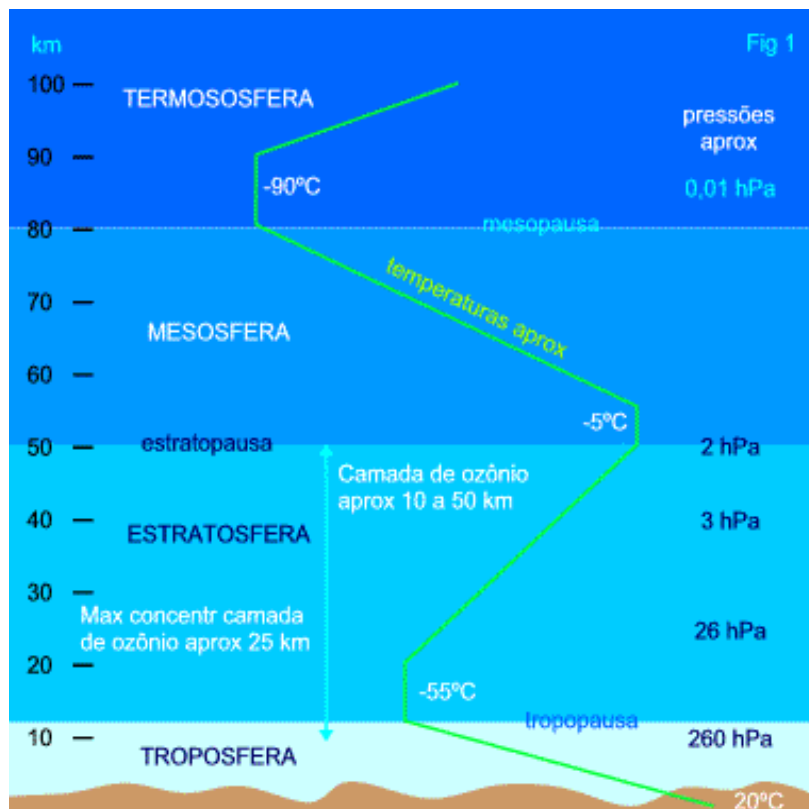 km
Fig 1
100
TERMOSOSFERA
pressões
aprox
90
-90ºC
0,01 hPa
80
mesopausa
temperaturas aprox
70
MESOSFERA
60
-5ºC
estratopausa
50
2 hPa
Camada de ozônio
aprox 10 a 50 km
40
ESTRATOSFERA
3 hPa
30
Max concentr camada
de ozônio aprox 25 km
26 hPa
20
-55ºC
tropopausa
10
260 hPa
TROPOSFERA
20ºC